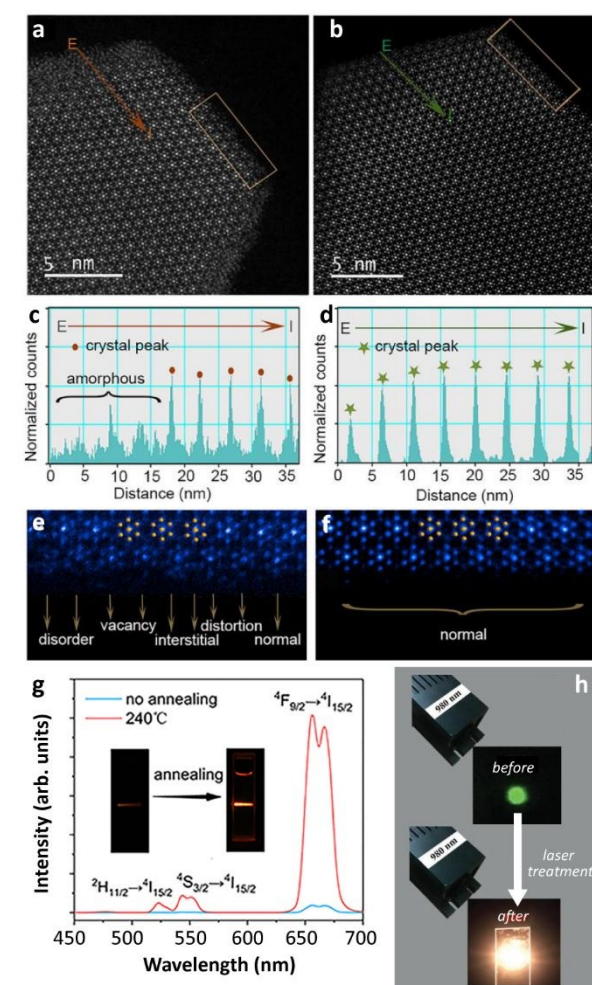 a
E
I
5 nm
b
E
I
5 nm
c
E
I
crystal peak
amorphous
Normalized counts
0 5 10 15 20 25 30 35
Distance (nm)
d
E
I
crystal peak
Normalized counts
0 5 10 15 20 25 30 35
Distance (nm)
e
disorder
vacancy
interstitial
distortion
normal
f
normal
g
no annealing
240℃
⁴F₉/₂→⁴I₁₅/₂
annealing
²H₁₁/₂→⁴I₁₅/₂
⁴S₃/₂→⁴I₁₅/₂
Intensity (arb. units)
450 500 550 600 650 700
Wavelength (nm)
h
980 nm
before
laser
treatment
980 nm
after